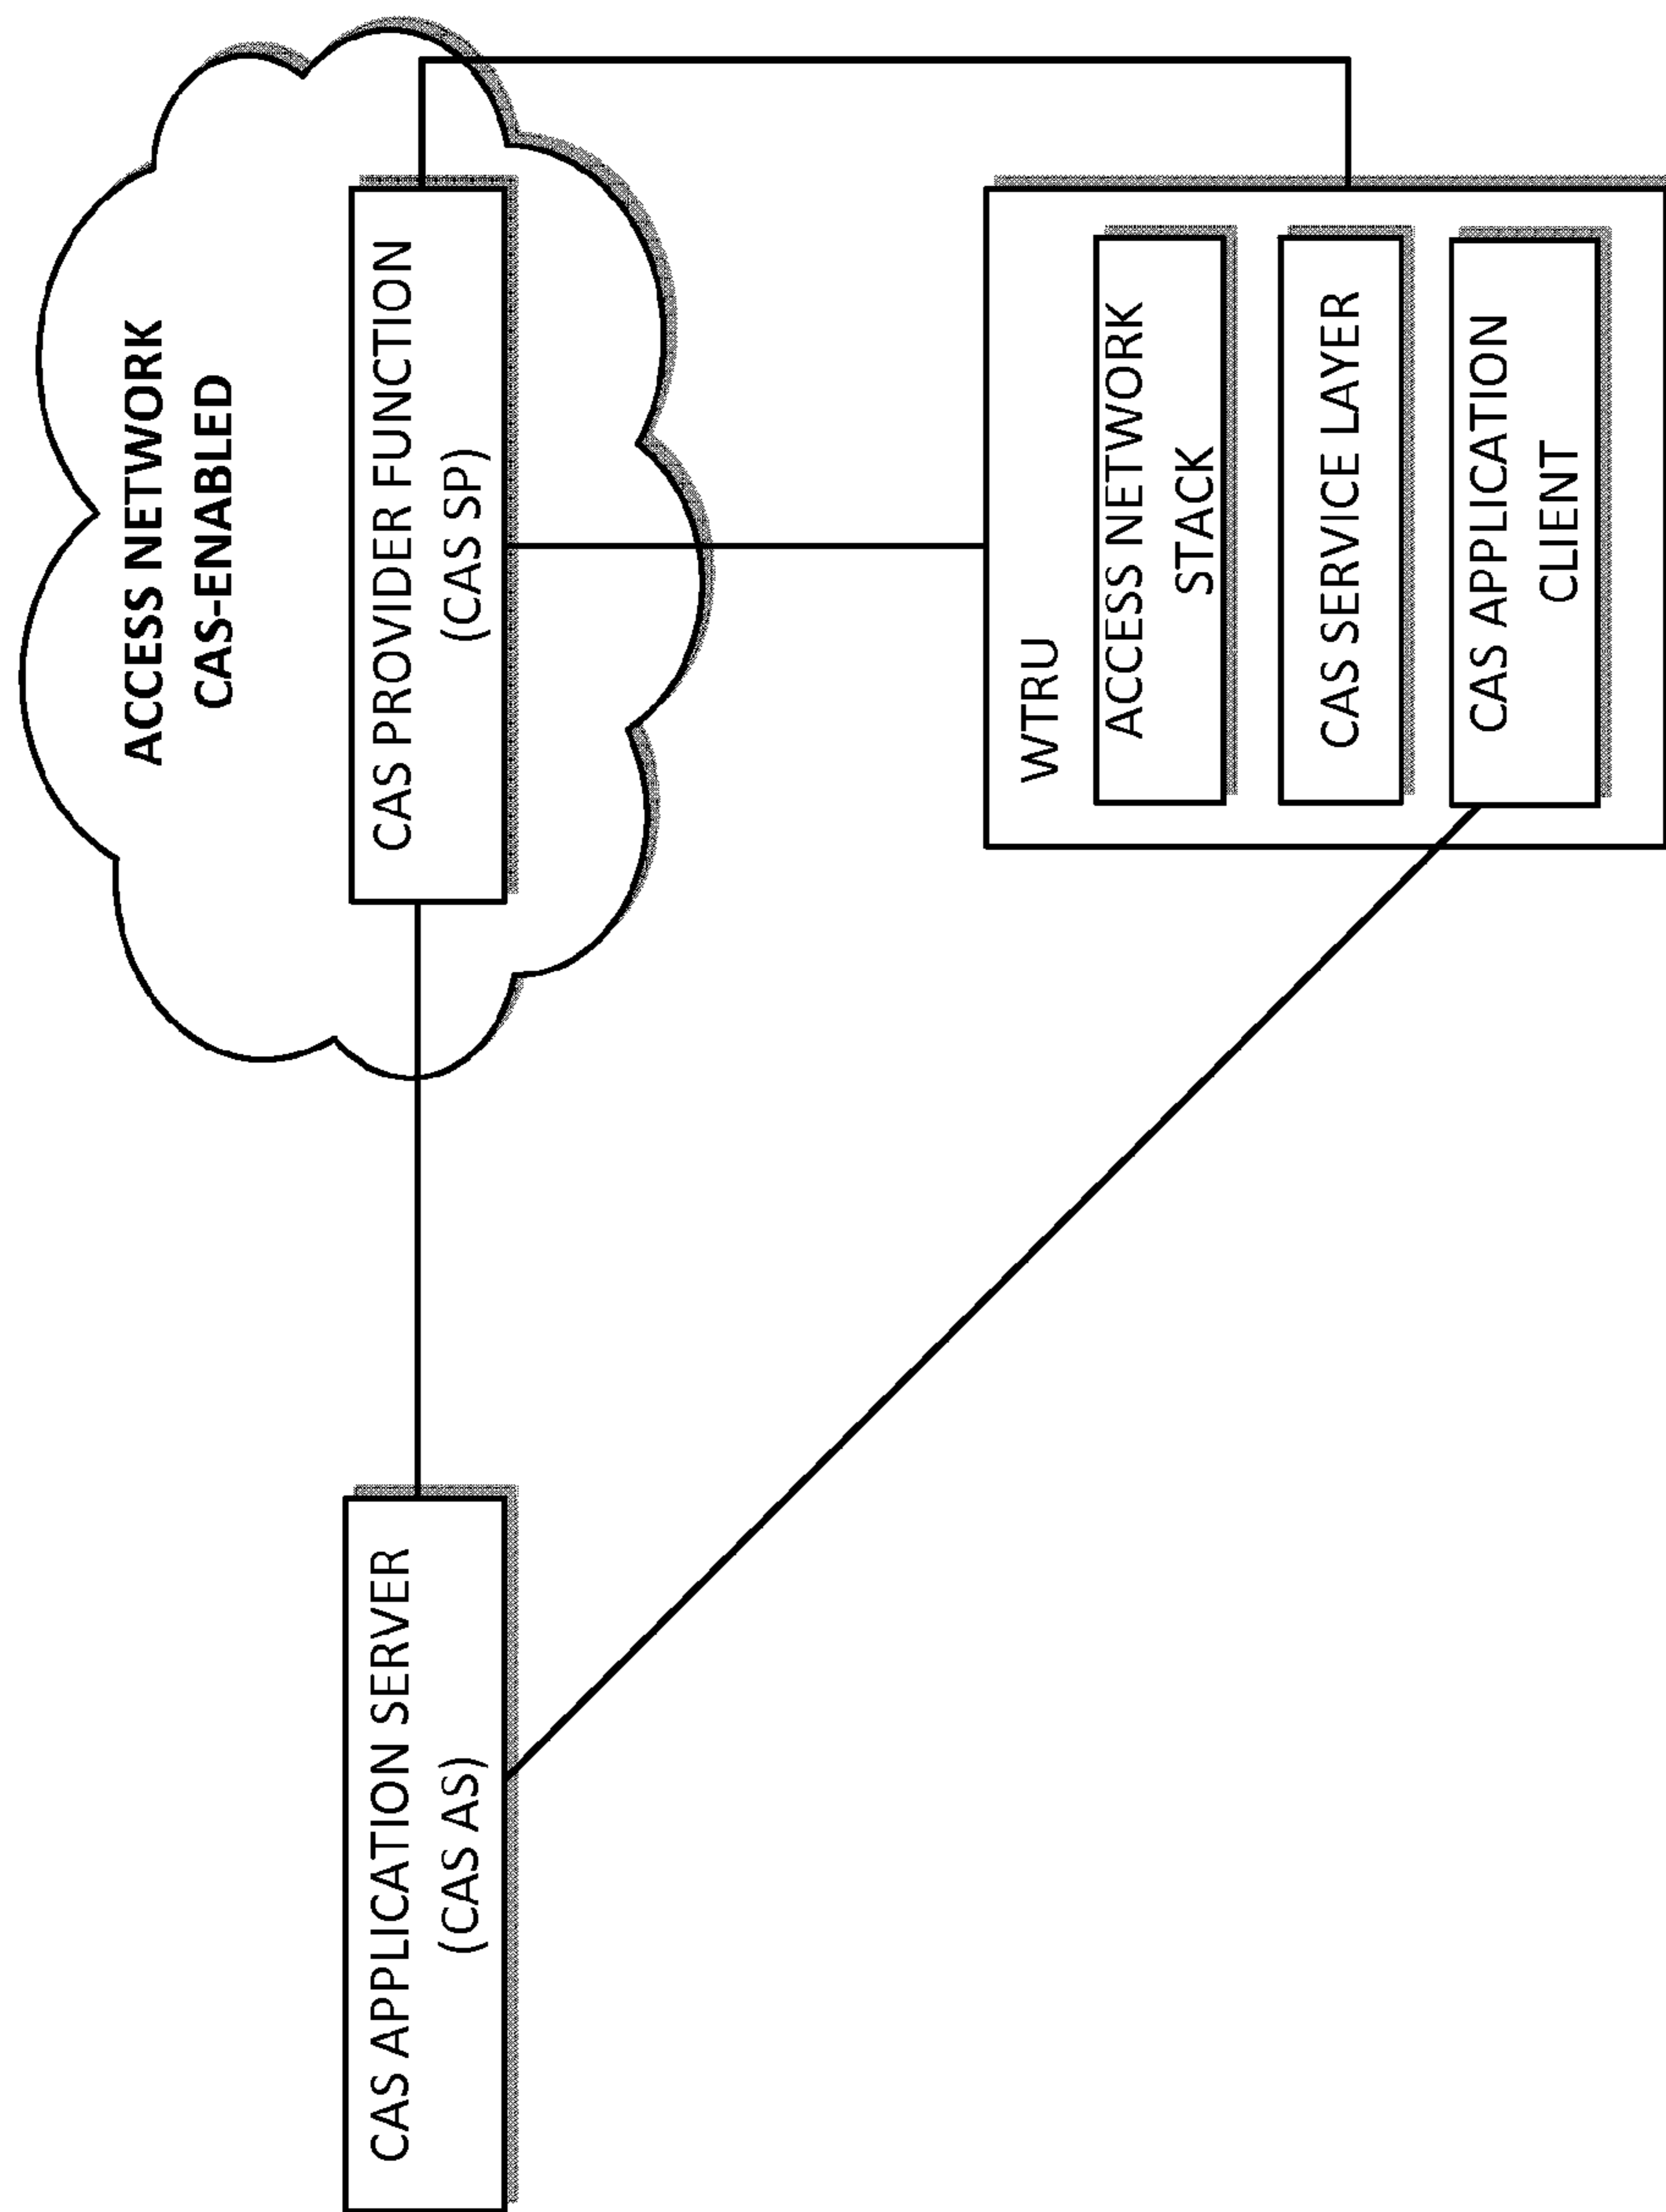 ACCESS NETWORK
CAS-ENABLED
CAS APPLICATION SERVER
(CAS AS)
CAS PROVIDER FUNCTION
(CAS SP)
WTRU
ACCESS NETWORK
STACK
CAS SERVICE LAYER
CAS APPLICATION
CLIENT